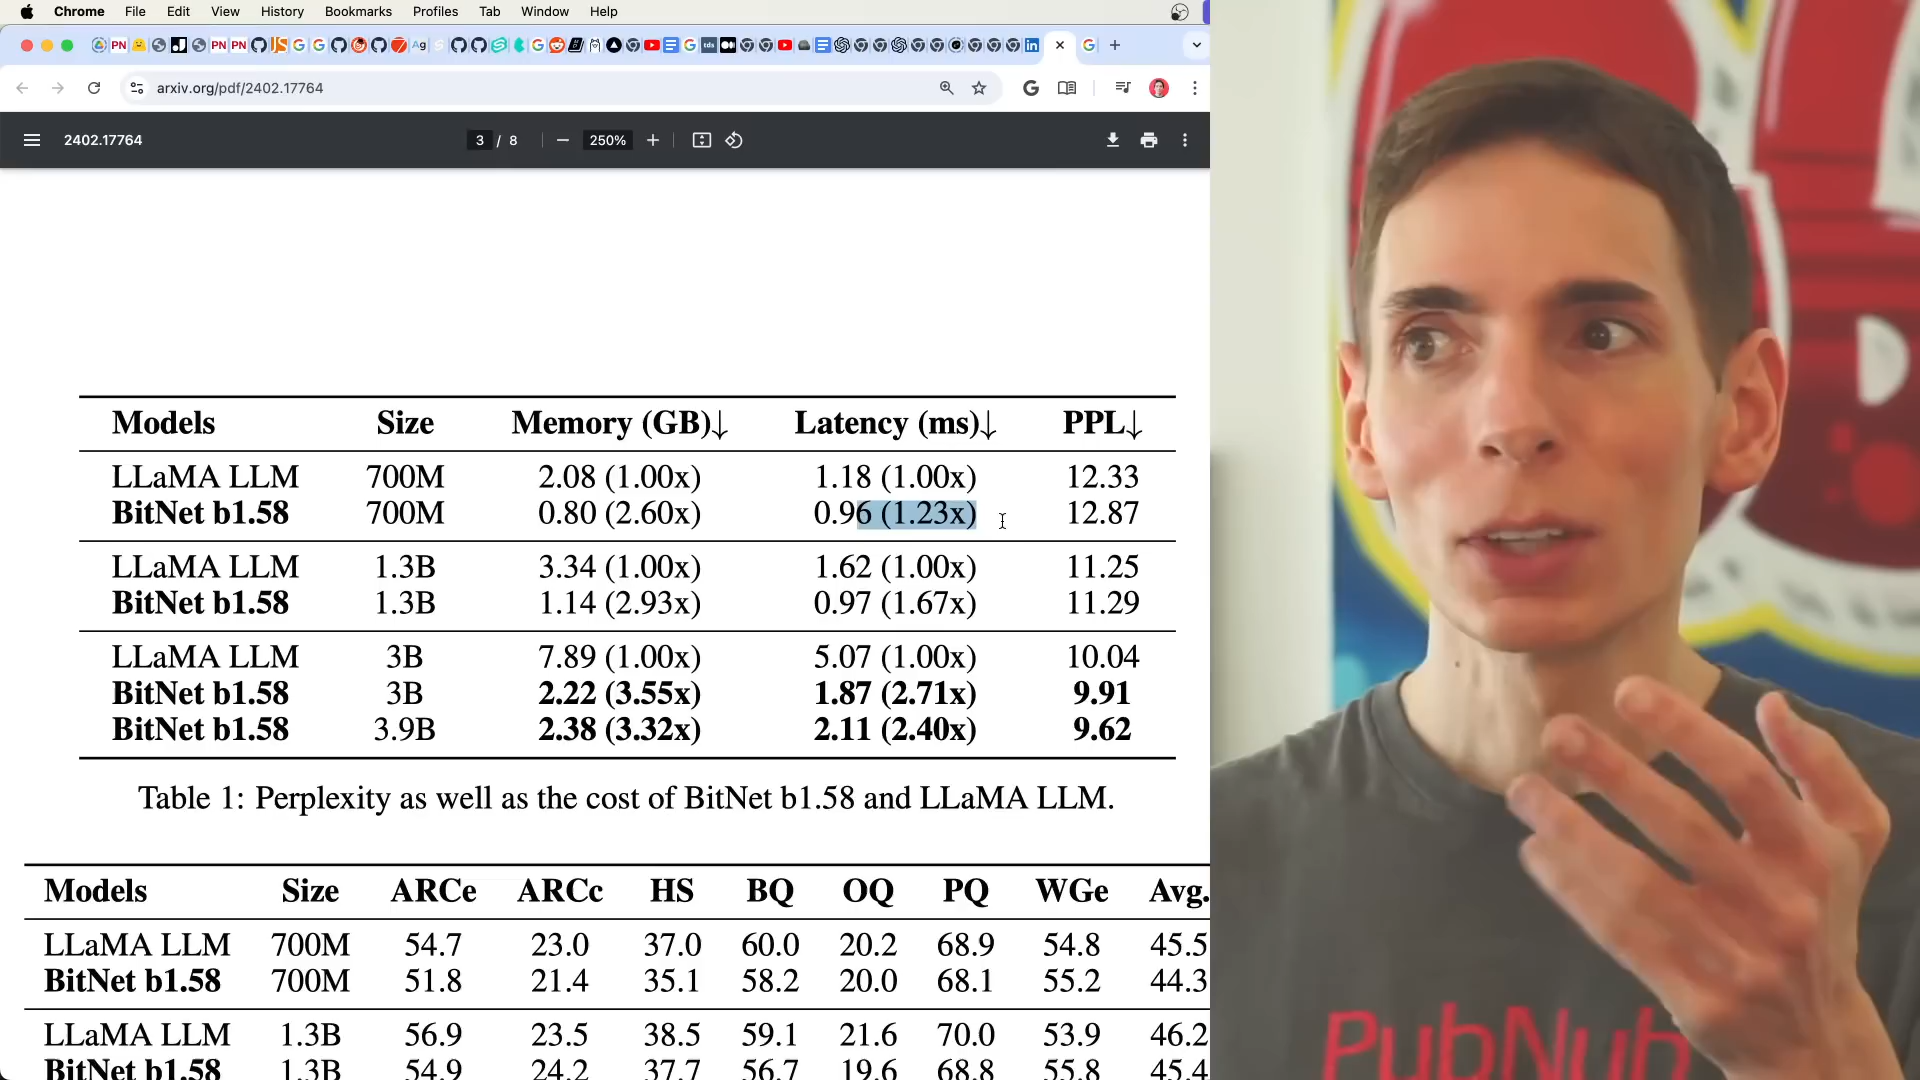 Chrome File Edit View History Bookmarks Profiles Tab Window Help
PN PN PN Ag tds
arxiv.org/pdf/2402.17764
2402.17764 3 / 8 250%
Models Size Memory (GB)↓ Latency (ms)↓ PPL↓
LLaMA LLM 700M 2.08 (1.00x) 1.18 (1.00x) 12.33
BitNet b1.58 700M 0.80 (2.60x) 0.96 (1.23x) 12.87
LLaMA LLM 1.3B 3.34 (1.00x) 1.62 (1.00x) 11.25
BitNet b1.58 1.3B 1.14 (2.93x) 0.97 (1.67x) 11.29
LLaMA LLM 3B 7.89 (1.00x) 5.07 (1.00x) 10.04
BitNet b1.58 3B 2.22 (3.55x) 1.87 (2.71x) 9.91
BitNet b1.58 3.9B 2.38 (3.32x) 2.11 (2.40x) 9.62
Table 1: Perplexity as well as the cost of BitNet b1.58 and LLaMA LLM.
Models Size ARCe ARCc HS BQ OQ PQ WGe Avg.
LLaMA LLM 700M 54.7 23.0 37.0 60.0 20.2 68.9 54.8 45.5
BitNet b1.58 700M 51.8 21.4 35.1 58.2 20.0 68.1 55.2 44.3
LLaMA LLM 1.3B 56.9 23.5 38.5 59.1 21.6 70.0 53.9 46.2
BitNet b1.58 1.3B 54.9 24.2 37.7 56.7 19.6 68.8 55.8 45.4
PubNub